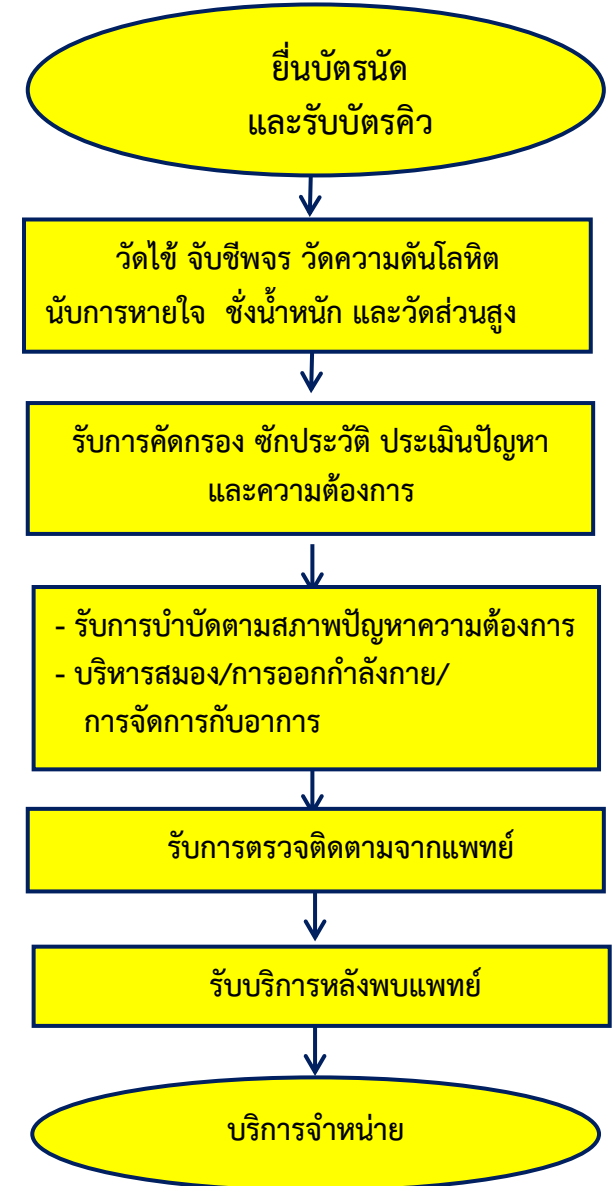 ยื่นบัตรนัด
และรับบัตรคิว
วัดไข้ จับชีพจร วัดความดันโลหิต
นับการหายใจ ชั่งน้ำหนัก และวัดส่วนสูง
รับการคัดกรอง ซักประวัติ ประเมินปัญหา
และความต้องการ
- รับการบำบัดตามสภาพปัญหาความต้องการ
- บริหารสมอง/การออกกำลังกาย/
การจัดการกับอาการ
รับการตรวจติดตามจากแพทย์
รับบริการหลังพบแพทย์
บริการจำหน่าย